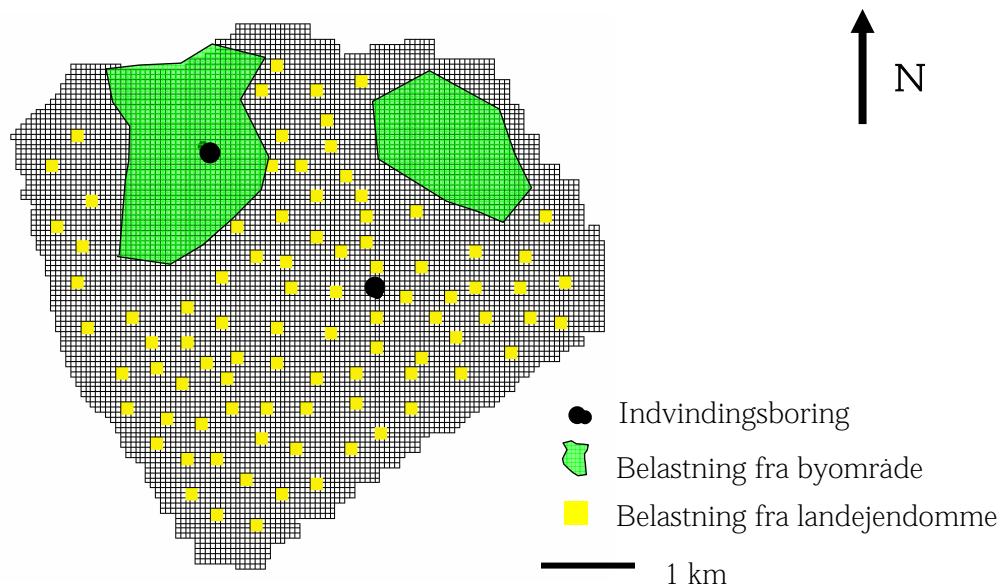 N
Indvindingsboring
Belastning fra byområde
Belastning fra landejendomme
1 km